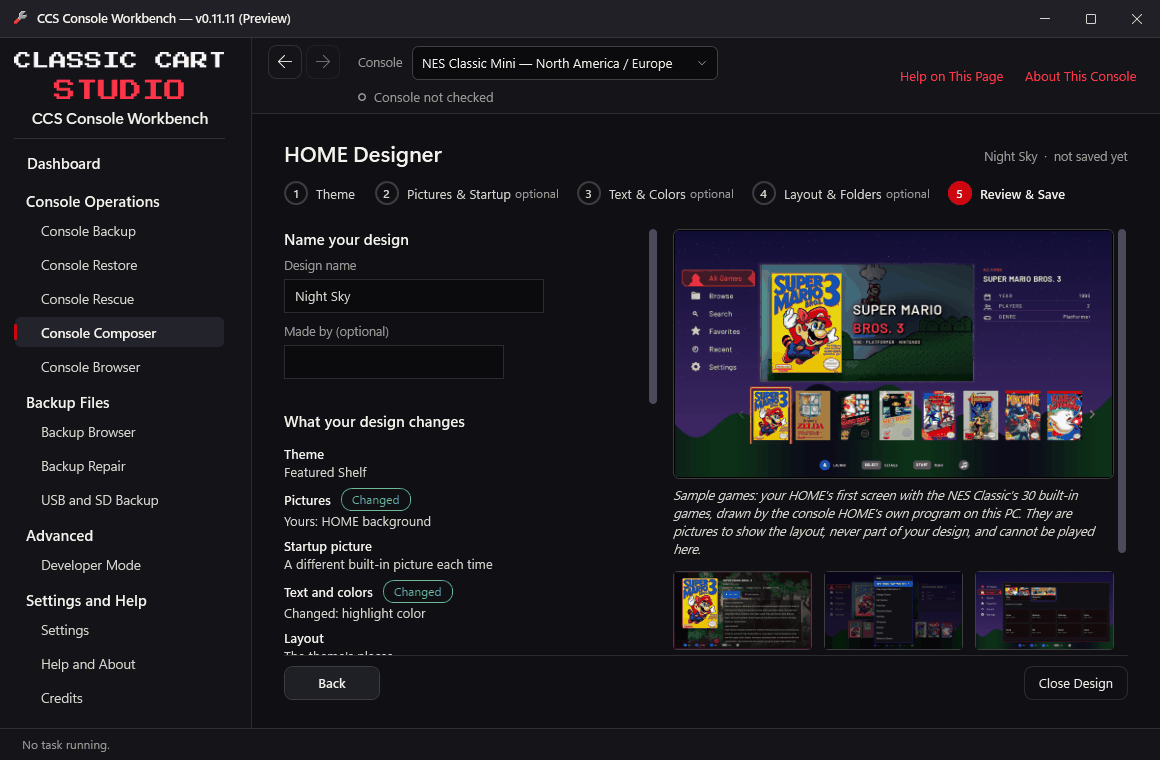 CCS Console Workbench — v0.11.11 (Preview)
CLASSIC CART
STUDIO
CCS Console Workbench
Dashboard
Console Operations
Console Backup
Console Restore
Console Rescue
Console Composer
Console Browser
Backup Files
Backup Browser
Backup Repair
USB and SD Backup
Advanced
Developer Mode
Settings and Help
Settings
Help and About
Credits
Console
NES Classic Mini — North America / Europe
Console not checked
Help on This Page
About This Console
HOME Designer
Night Sky · not saved yet
1 Theme
2 Pictures & Startup optional
3 Text & Colors optional
4 Layout & Folders optional
5 Review & Save
Name your design
Design name
Night Sky
Made by (optional)
What your design changes
Theme
Featured Shelf
Pictures Changed
Yours: HOME background
Startup picture
A different built-in picture each time
Text and colors Changed
Changed: highlight color
Layout
All Games
Browse
Search
Favorites
Recent
Settings
SUPER MARIO
BROS. 3
SUPER MARIO BROS. 3
YEAR
PLAYERS
GENRE Platformer
Sample games: your HOME's first screen with the NES Classic's 30 built-in
games, drawn by the console HOME's own program on this PC. They are
pictures to show the layout, never part of your design, and cannot be played
here.
Back
Close Design
No task running.